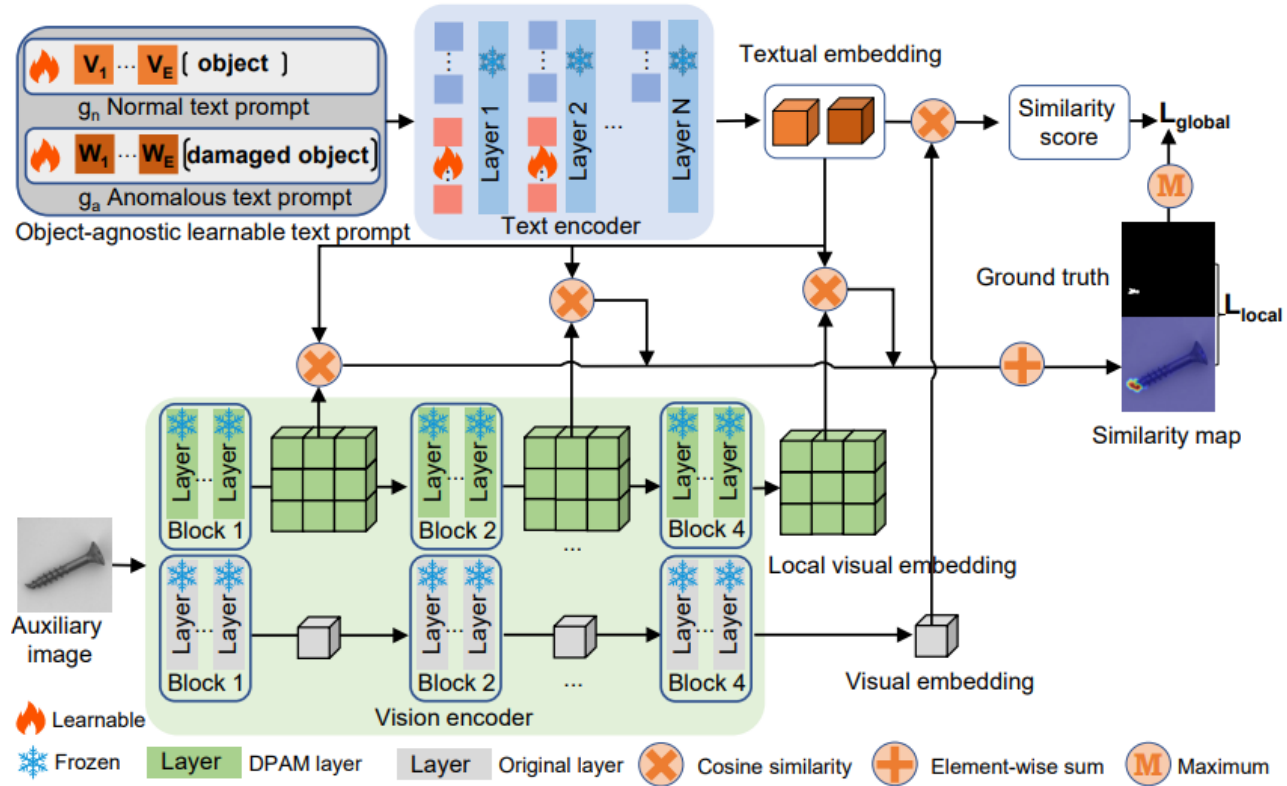 V1 ... VE [ object ]
gn Normal text prompt
W1 ... WE [damaged object]
ga Anomalous text prompt
Object-agnostic learnable text prompt
Layer 1
Layer 2
...
Layer N
Text encoder
Textual embedding
Similarity score
Lglobal
M
Ground truth
Llocal
Similarity map
Layer ... Layer
Block 1
Layer ... Layer
Block 2
...
Layer ... Layer
Block 4
Local visual embedding
Auxiliary
image
Layer ... Layer
Block 1
Layer ... Layer
Block 2
...
Layer ... Layer
Block 4
Visual embedding
Vision encoder
Learnable
Frozen
Layer DPAM layer
Layer Original layer
Cosine similarity
Element-wise sum
M Maximum